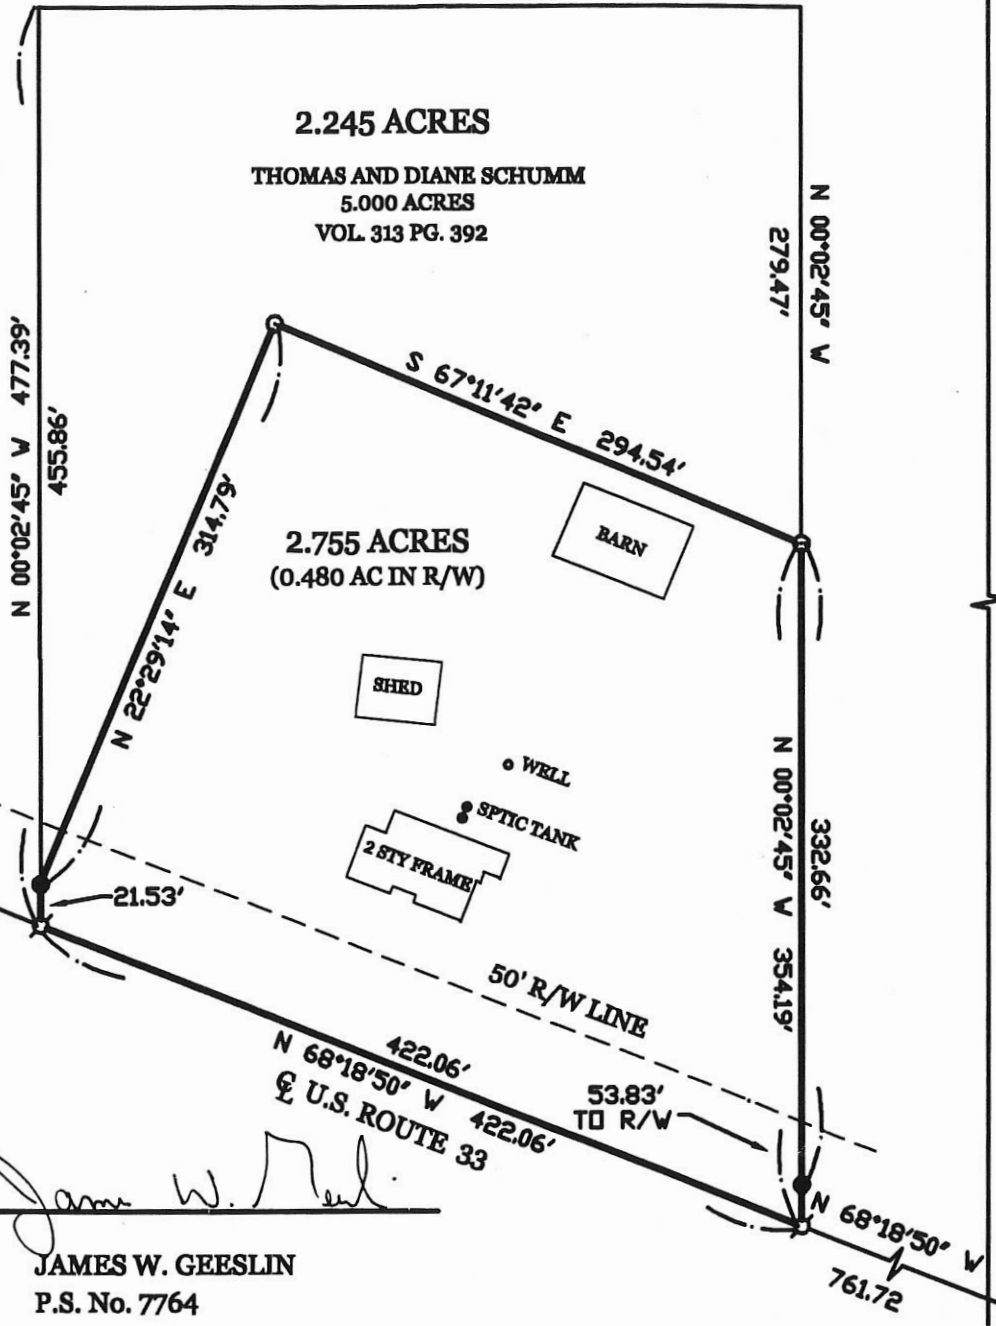 2.245 ACRES
THOMAS AND DIANE SCHUMM
5.000 ACRES
VOL. 313 PG. 392
N 00°02'45" W
279.47'
N 00°02'45" W 477.39'
455.86'
S 67°11'42" E 294.54'
N 22°29'14" E 314.79'
2.755 ACRES
(0.480 AC IN R/W)
BARN
SHED
WELL
SPTIC TANK
2 STY FRAME
N 00°02'45" W 354.19'
332.66'
21.53'
50' R/W LINE
422.06'
N 68°18'50" W 422.06'
℄ U.S. ROUTE 33
53.83'
TO R/W
N 68°18'50" W
761.72
James W. Geesl
JAMES W. GEESLIN
P.S. No. 7764